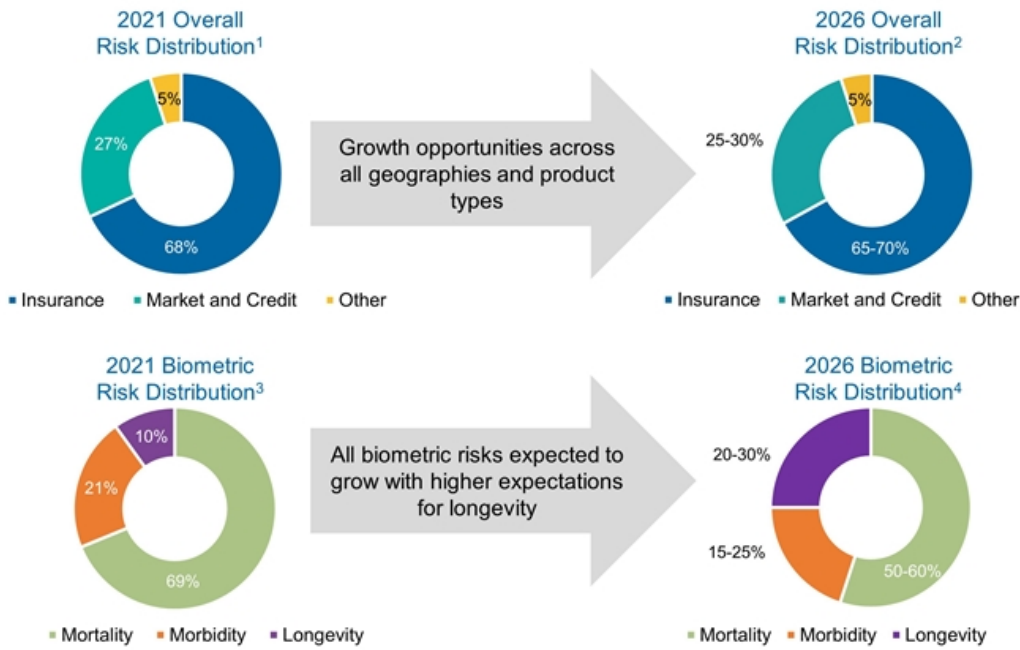 2021 Overall
Risk Distribution¹
5%
27%
68%
Insurance
Market and Credit
Other
Growth opportunities across
all geographies and product
types
2026 Overall
Risk Distribution²
5%
25-30%
65-70%
Insurance
Market and Credit
Other
2021 Biometric
Risk Distribution³
10%
21%
69%
Mortality
Morbidity
Longevity
All biometric risks expected to
grow with higher expectations
for longevity
2026 Biometric
Risk Distribution⁴
20-30%
15-25%
50-60%
Mortality
Morbidity
Longevity